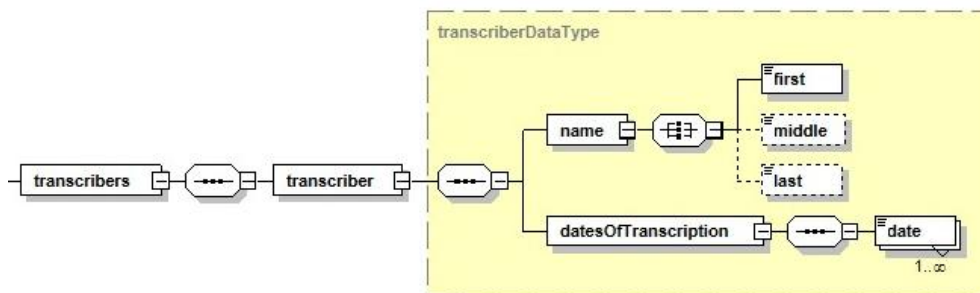 transcriberDataType
first
name
middle
transcribers
transcriber
last
datesOfTranscription
date
1..∞